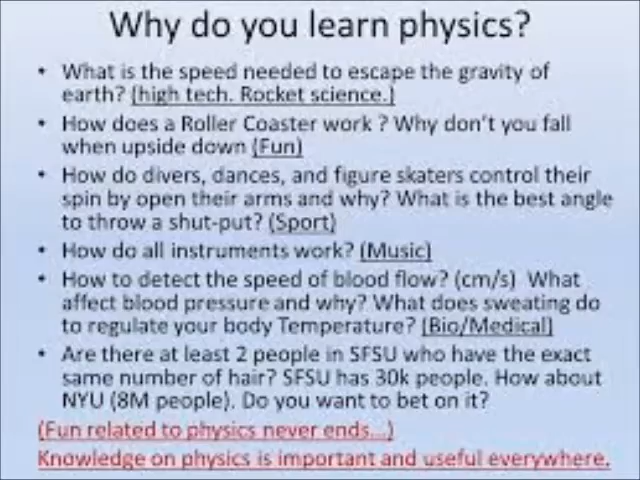 Why do you learn physics?
• What is the speed needed to escape the gravity of
earth? (high tech. Rocket science.)
• How does a Roller Coaster work ? Why don't you fall
when upside down (Fun)
• How do divers, dances, and figure skaters control their
spin by open their arms and why? What is the best angle
to throw a shut-put? (Sport)
• How do all instruments work? (Music)
• How to detect the speed of blood flow? (cm/s) What
affect blood pressure and why? What does sweating do
to regulate your body Temperature? (Bio/Medical)
• Are there at least 2 people in SFSU who have the exact
same number of hair? SFSU has 30k people. How about
NYU (8M people). Do you want to bet on it?
(Fun related to physics never ends...)
Knowledge on physics is important and useful everywhere.